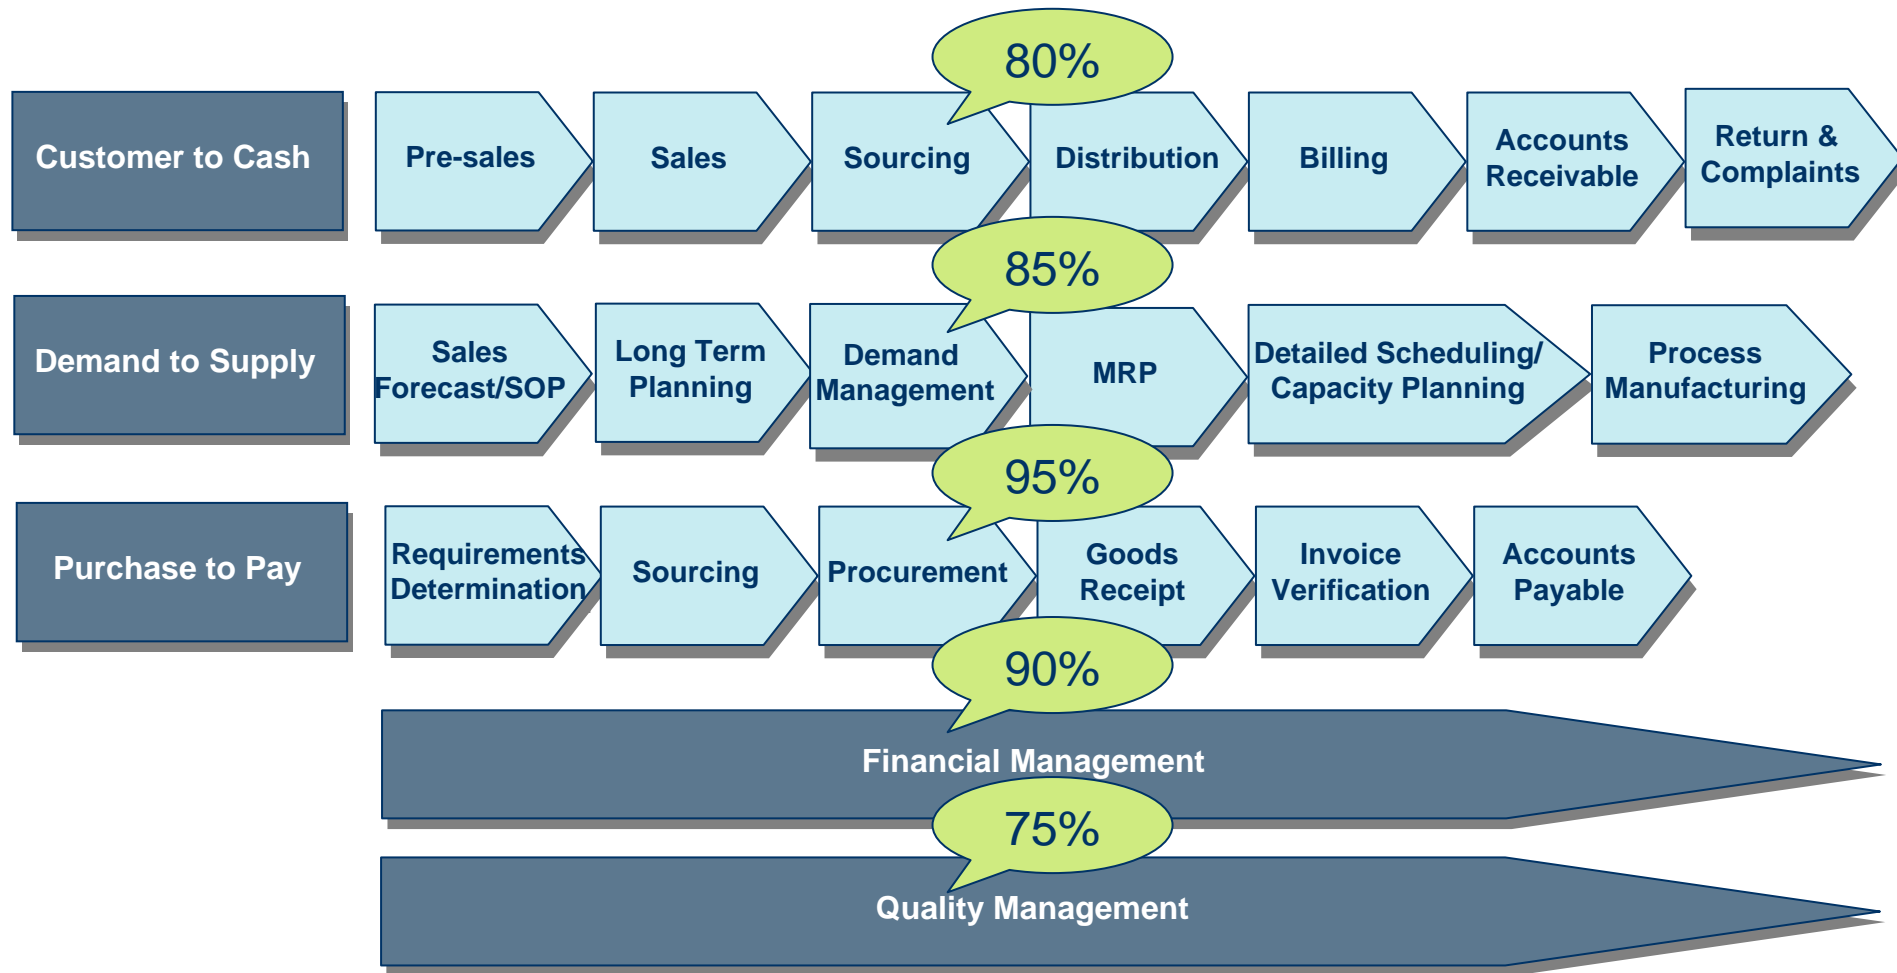 80%
Customer to Cash
Pre-sales
Sales
Sourcing
Distribution
Billing
Accounts
Receivable
Return &
Complaints
85%
Demand to Supply
Sales
Forecast/SOP
Long Term
Planning
Demand
Management
MRP
Detailed Scheduling/
Capacity Planning
Process
Manufacturing
95%
Purchase to Pay
Requirements
Determination
Sourcing
Procurement
Goods
Receipt
Invoice
Verification
Accounts
Payable
90%
Financial Management
75%
Quality Management